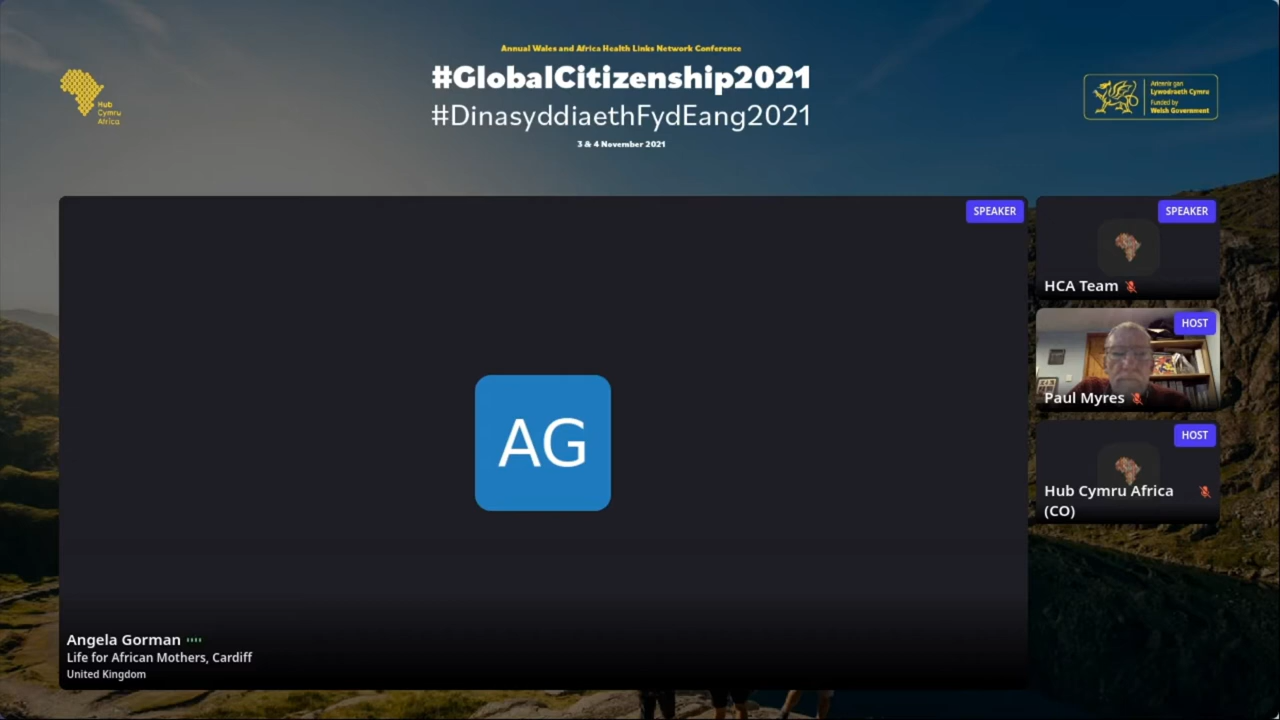 Annual Wales and Africa Health Links Network Conference
#GlobalCitizenship2021
#DinasyddiaethFydEang2021
3 & 4 November 2021
Hub
Cymru
Africa
Ariennir gan
Lywodraeth Cymru
Funded by
Welsh Government
SPEAKER
AG
Angela Gorman
Life for African Mothers, Cardiff
United Kingdom
SPEAKER
HCA Team
HOST
Paul Myres
HOST
Hub Cymru Africa
(CO)